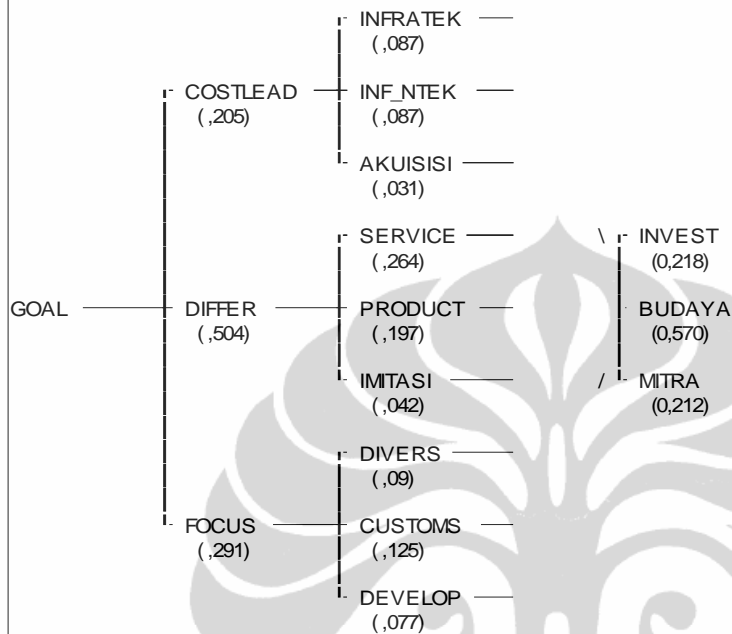 INFRATEK
( ,087)
COSTLEAD
( ,205)
INF_NTEK
( ,087)
AKUISISI
( ,031)
SERVICE
( ,264)
\ INVEST
(0,218)
GOAL
DIFFER
( ,504)
PRODUCT
( ,197)
BUDAYA
(0,570)
IMITASI
( ,042)
/ MITRA
(0,212)
DIVERS
( ,09)
FOCUS
( ,291)
CUSTOMS
( ,125)
DEVELOP
( ,077)